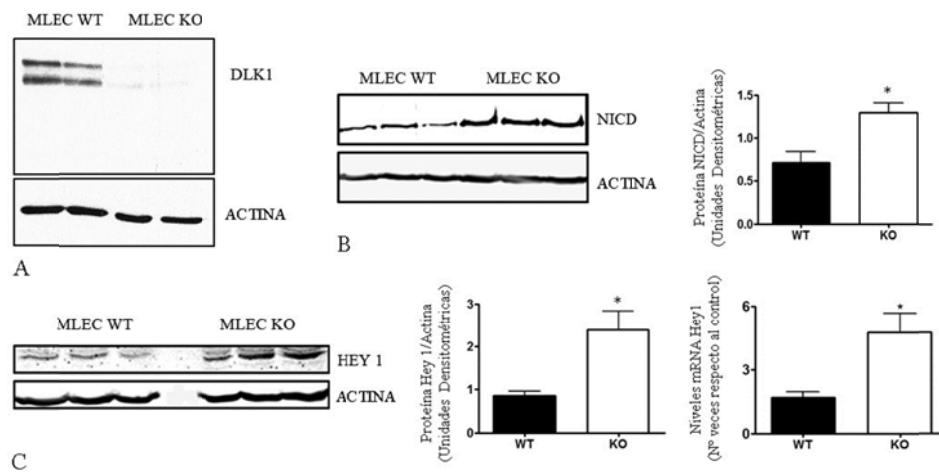 A
MLEC WT MLEC KO
DLK1
ACTINA
A
MLEC WT MLEC KO
NICD
ACTINA
B
Proteína NICD/Actina
(Unidades Densitométricas)
1.5
1.0
0.5
0.0
*
WT KO
MLEC WT MLEC KO
HEY 1
ACTINA
C
Proteína Hey 1/Actina
(Unidades Densitométricas)
3
2
1
0
*
WT KO
Niveles mRNA Hey1
(Nº veces respecto al control)
6
3
0
*
WT KO